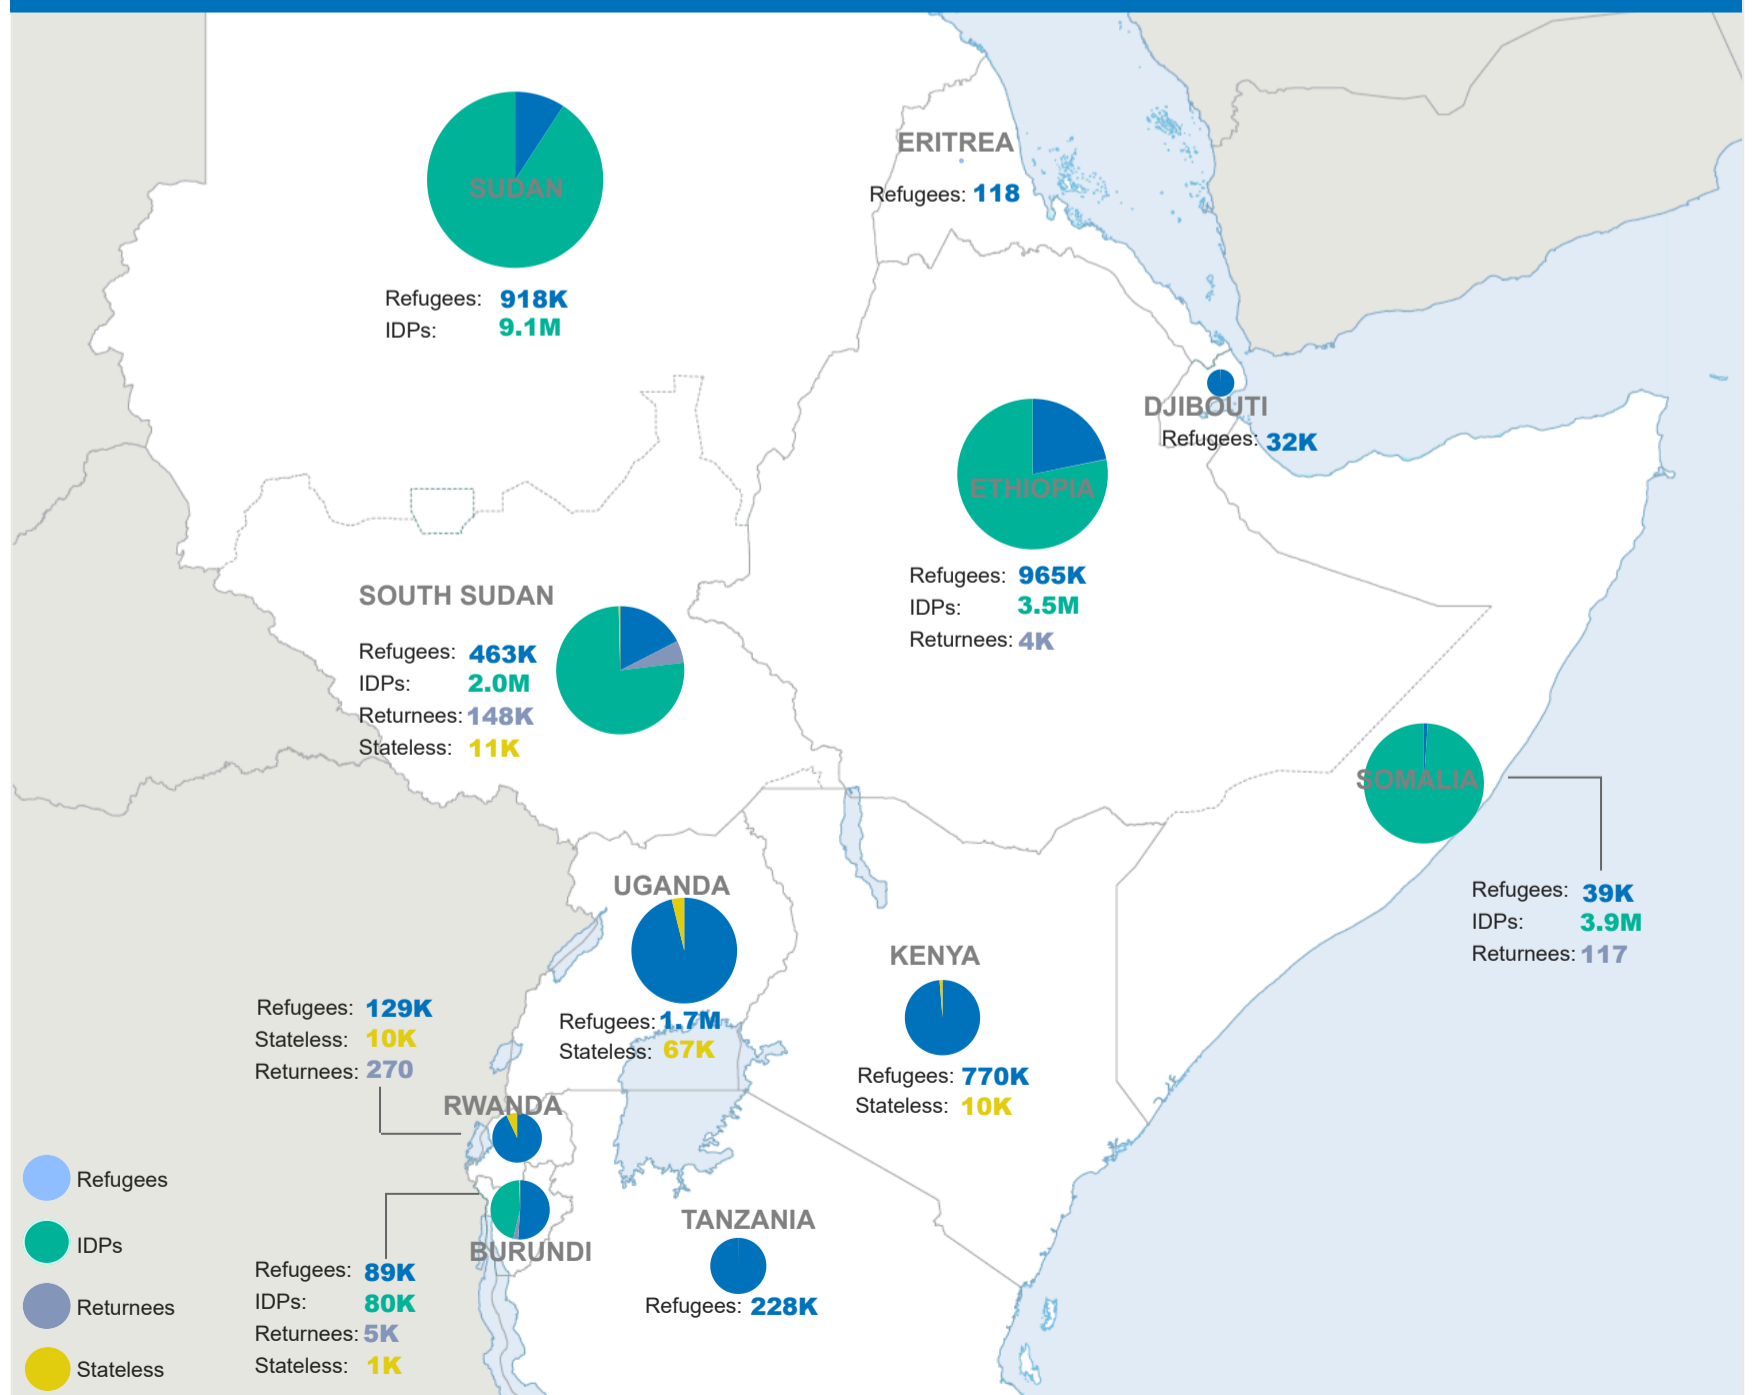 ERITREA
Refugees: 118
SUDAN
Refugees: 918K
IDPs: 9.1M
DJIBOUTI
Refugees: 32K
ETHIOPIA
Refugees: 965K
IDPs: 3.5M
Returnees: 4K
SOUTH SUDAN
Refugees: 463K
IDPs: 2.0M
Returnees: 148K
Stateless: 11K
SOMALIA
Refugees: 39K
IDPs: 3.9M
Returnees: 117
UGANDA
Refugees: 1.7M
Stateless: 67K
KENYA
Refugees: 770K
Stateless: 10K
Refugees: 129K
Stateless: 10K
Returnees: 270
RWANDA
BURUNDI
Refugees: 89K
IDPs: 80K
Returnees: 5K
Stateless: 1K
TANZANIA
Refugees: 228K
Refugees
IDPs
Returnees
Stateless